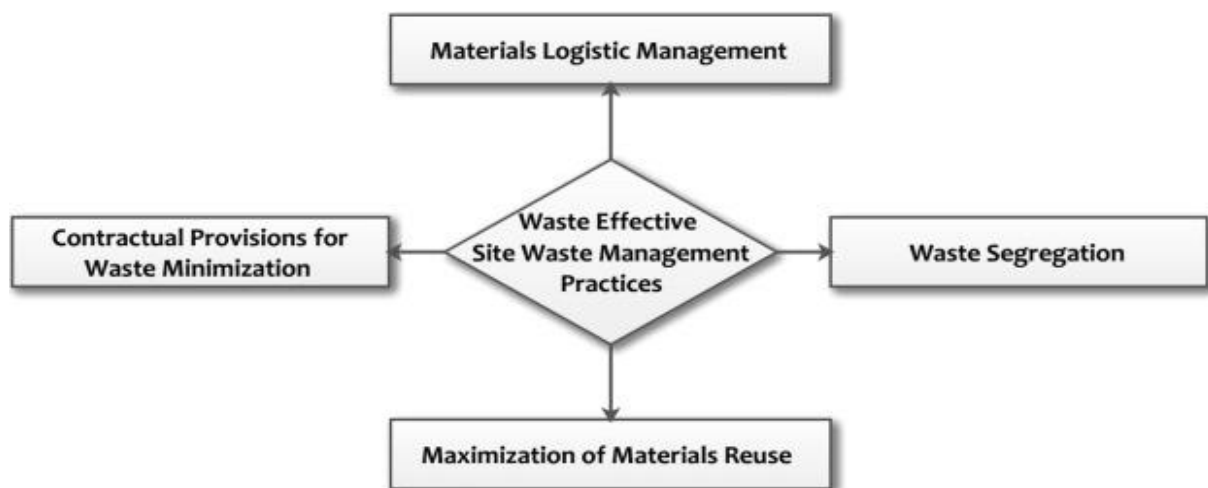 Materials Logistic Management
Contractual Provisions for
Waste Minimization
Waste Effective
Site Waste Management
Practices
Waste Segregation
Maximization of Materials Reuse